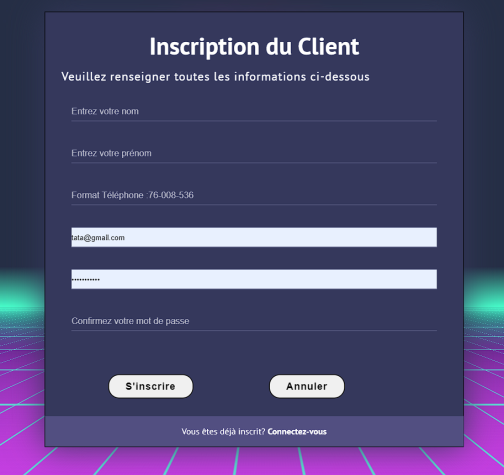 Inscription du Client
Veuillez renseigner toutes les informations ci-dessous
Entrez votre nom
Entrez votre prénom
Format Téléphone :76-008-536
tata@gmail.com
•••••••••••
Confirmez votre mot de passe
S'inscrire
Annuler
Vous êtes déjà inscrit? Connectez-vous